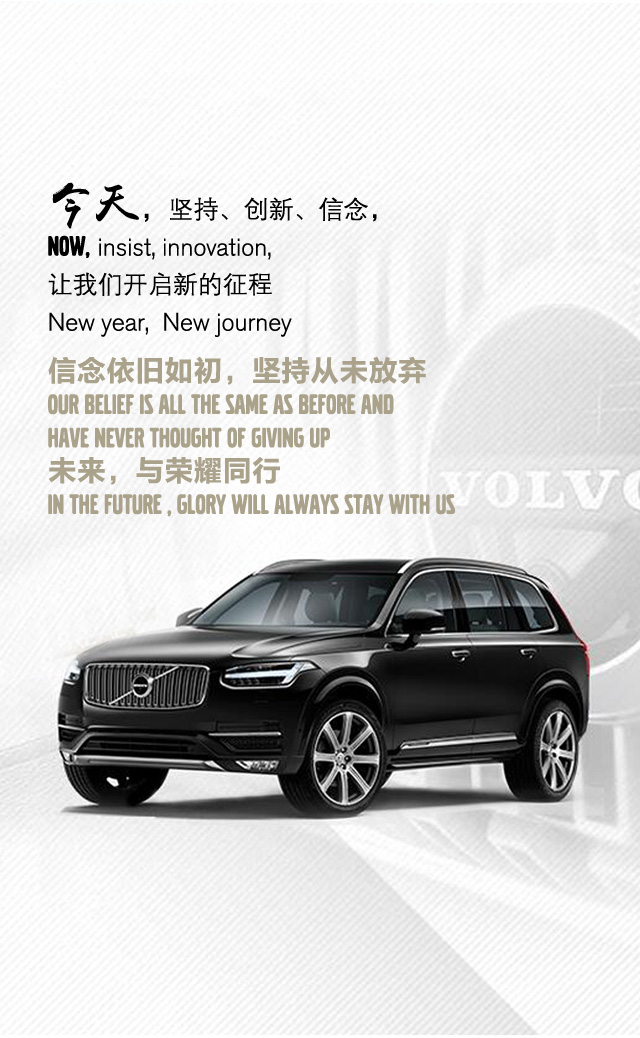 今天，坚持、创新、信念，
NOW, insist, innovation,
让我们开启新的征程
New year, New journey
信念依旧如初，坚持从未放弃
OUR BELIEF IS ALL THE SAME AS BEFORE AND
HAVE NEVER THOUGHT OF GIVING UP
未来，与荣耀同行
IN THE FUTURE , GLORY WILL ALWAYS STAY WITH US
VOLVO